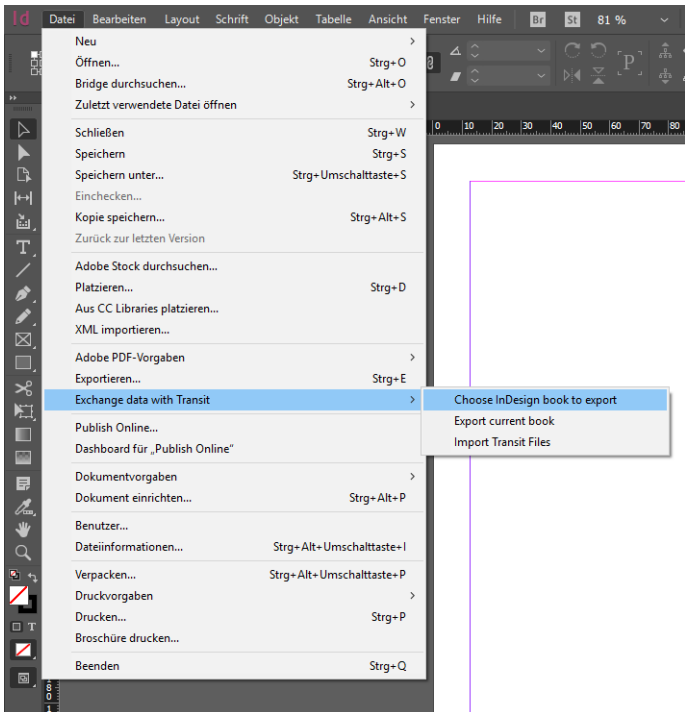 Id Datei Bearbeiten Layout Schrift Objekt Tabelle Ansicht Fenster Hilfe Br St 81 %
Neu
Öffnen... Strg+O
Bridge durchsuchen... Strg+Alt+O
Zuletzt verwendete Datei öffnen
Schließen Strg+W
Speichern Strg+S
Speichern unter... Strg+Umschalttaste+S
Einchecken...
Kopie speichern... Strg+Alt+S
Zurück zur letzten Version
Adobe Stock durchsuchen...
Platzieren... Strg+D
Aus CC Libraries platzieren...
XML importieren...
Adobe PDF-Vorgaben
Exportieren... Strg+E
Exchange data with Transit
Choose InDesign book to export
Export current book
Import Transit Files
Publish Online...
Dashboard für „Publish Online“
Dokumentvorgaben
Dokument einrichten... Strg+Alt+P
Benutzer...
Dateiinformationen... Strg+Alt+Umschalttaste+I
Verpacken... Strg+Alt+Umschalttaste+P
Druckvorgaben
Drucken... Strg+P
Broschüre drucken...
Beenden Strg+Q
0 10 20 30 40 50 60 70 80
P
T
T
8
0
1